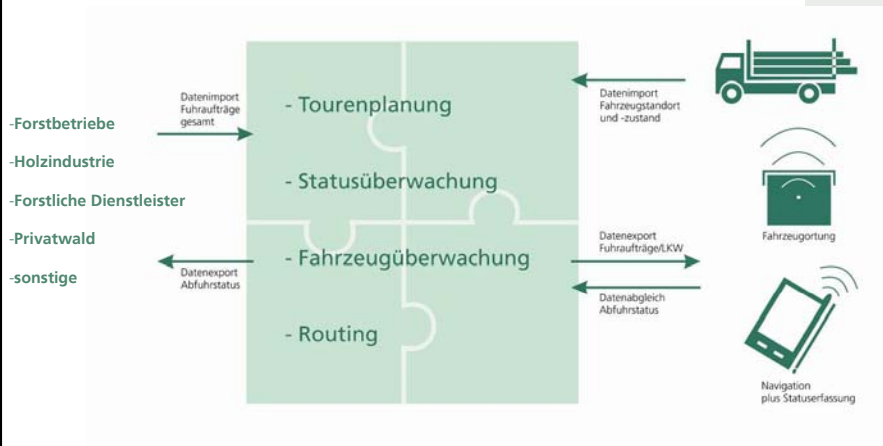 -Forstbetriebe
-Holzindustrie
-Forstliche Dienstleister
-Privatwald
-sonstige
Datenimport
Fuhraufträge
gesamt
Datenexport
Abfuhrstatus
- Tourenplanung
- Statusüberwachung
- Fahrzeugüberwachung
- Routing
Datenimport
Fahrzeugstandort
und -zustand
Datenexport
Fuhraufträge/LKW
Datenabgleich
Abfuhrstatus
Fahrzeugortung
Navigation
plus Statuserfassung